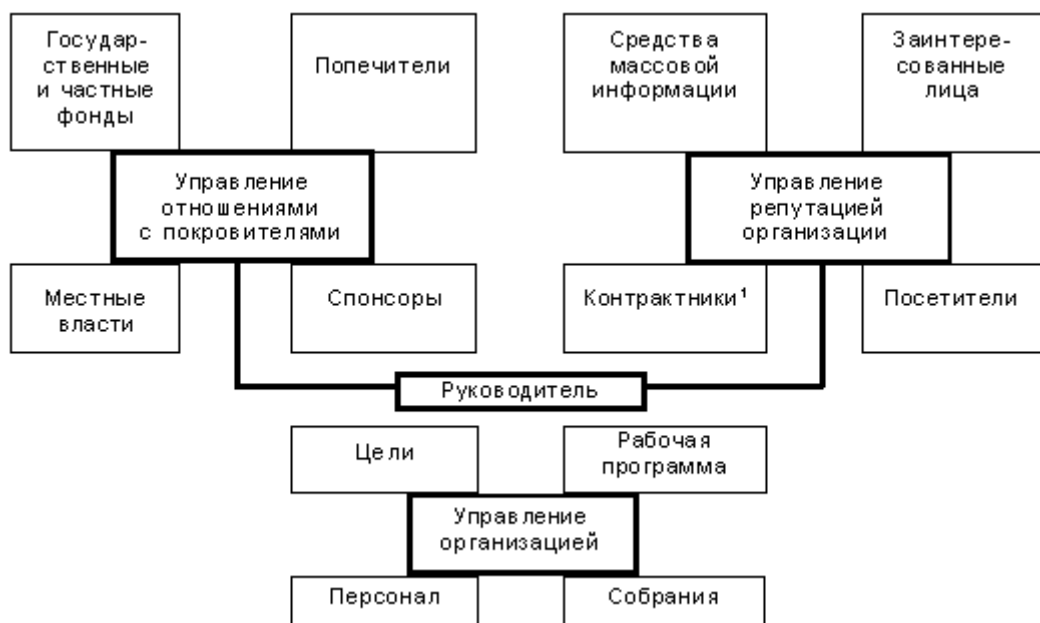 Государ-
ственные
и частные
фонды
Попечители
Средства
массовой
информации
Заинтере-
сованные
лица
Управление
отношениями
с покровителями
Управление
репутацией
организации
Местные
власти
Спонсоры
Контрактники¹
Посетители
Руководитель
Цели
Рабочая
программа
Управление
организацией
Персонал
Собрания